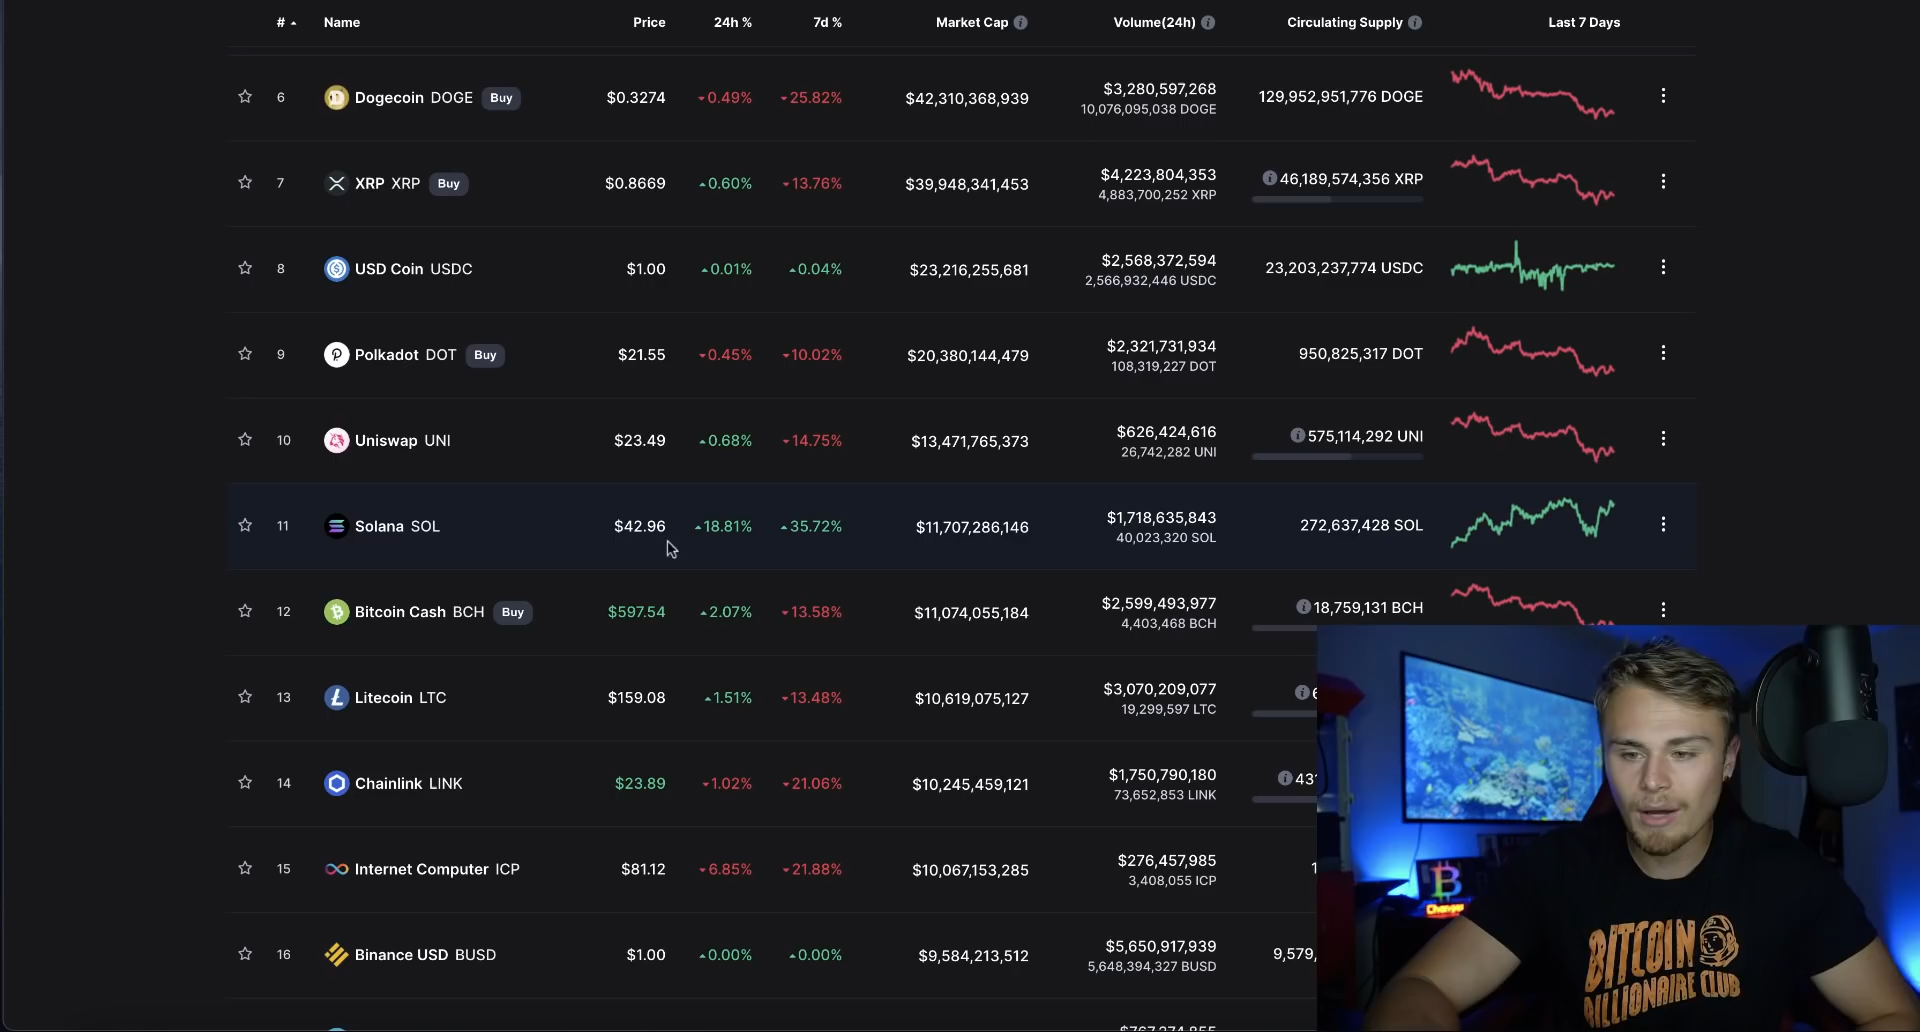 # Name Price 24h % 7d % Market Cap Volume(24h) Circulating Supply Last 7 Days
6 Dogecoin DOGE Buy $0.3274 0.49% 25.82% $42,310,368,939 $3,280,597,268 129,952,951,776 DOGE
10,076,095,038 DOGE
7 XRP XRP Buy $0.8669 0.60% 13.76% $39,948,341,453 $4,223,804,353 46,189,574,356 XRP
4,883,700,252 XRP
8 USD Coin USDC $1.00 0.01% 0.04% $23,216,255,681 $2,568,372,594 23,203,237,774 USDC
2,566,932,446 USDC
9 Polkadot DOT Buy $21.55 0.45% 10.02% $20,380,144,479 $2,321,731,934 950,825,317 DOT
108,319,227 DOT
10 Uniswap UNI $23.49 0.68% 14.75% $13,471,765,373 $626,424,616 575,114,292 UNI
26,742,282 UNI
11 Solana SOL $42.96 18.81% 35.72% $11,707,286,146 $1,718,635,843 272,637,428 SOL
40,023,320 SOL
12 Bitcoin Cash BCH Buy $597.54 2.07% 13.58% $11,074,055,184 $2,599,493,977 18,759,131 BCH
4,403,468 BCH
13 Litecoin LTC $159.08 1.51% 13.48% $10,619,075,127 $3,070,209,077 6
19,299,597 LTC
14 Chainlink LINK $23.89 1.02% 21.06% $10,245,459,121 $1,750,790,180 43
73,652,853 LINK
15 Internet Computer ICP $81.12 6.85% 21.88% $10,067,153,285 $276,457,985 1
3,408,055 ICP
16 Binance USD BUSD $1.00 0.00% 0.00% $9,584,213,512 $5,650,917,939 9,579,
5,648,394,327 BUSD
BITCOIN
BILLIONAIRE CLUB